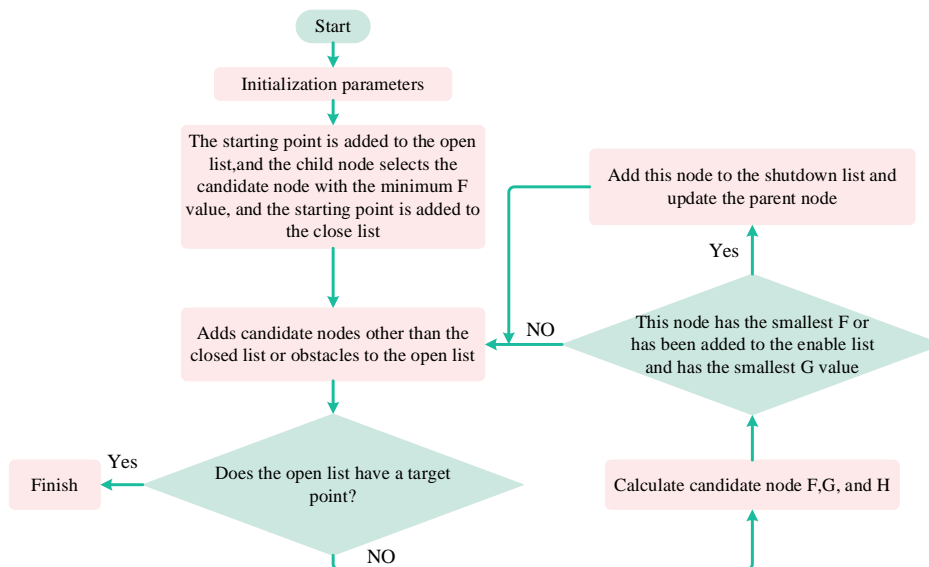 Start
Initialization parameters
The starting point is added to the open
list,and the child node selects the
candidate node with the minimum F
value, and the starting point is added to
the close list
Add this node to the shutdown list and
update the parent node
Yes
Adds candidate nodes other than the
closed list or obstacles to the open list
NO
This node has the smallest F or
has been added to the enable list
and has the smallest G value
Yes
Finish
Does the open list have a target
point?
Calculate candidate node F,G, and H
NO